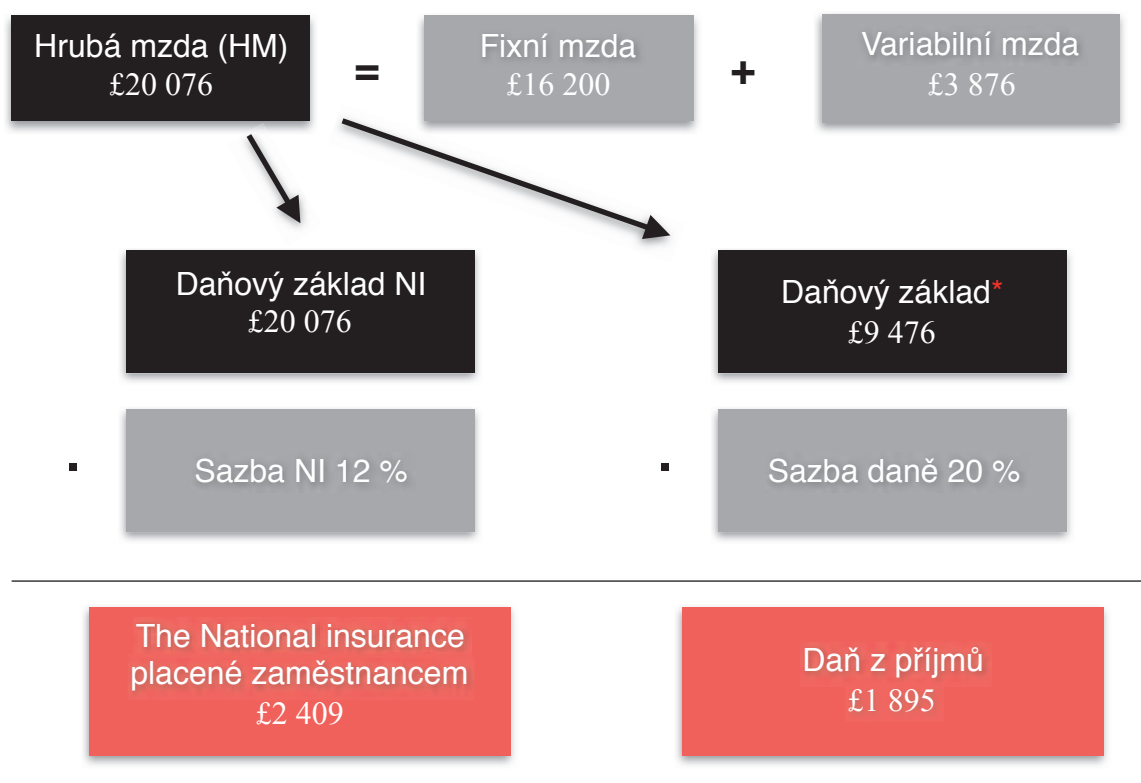 Hrubá mzda (HM)
£20 076
=
Fixní mzda
£16 200
+
Variabilní mzda
£3 876
Daňový základ NI
£20 076
Daňový základ*
£9 476
·
Sazba NI 12 %
·
Sazba daně 20 %
The National insurance
placené zaměstnancem
£2 409
Daň z příjmů
£1 895